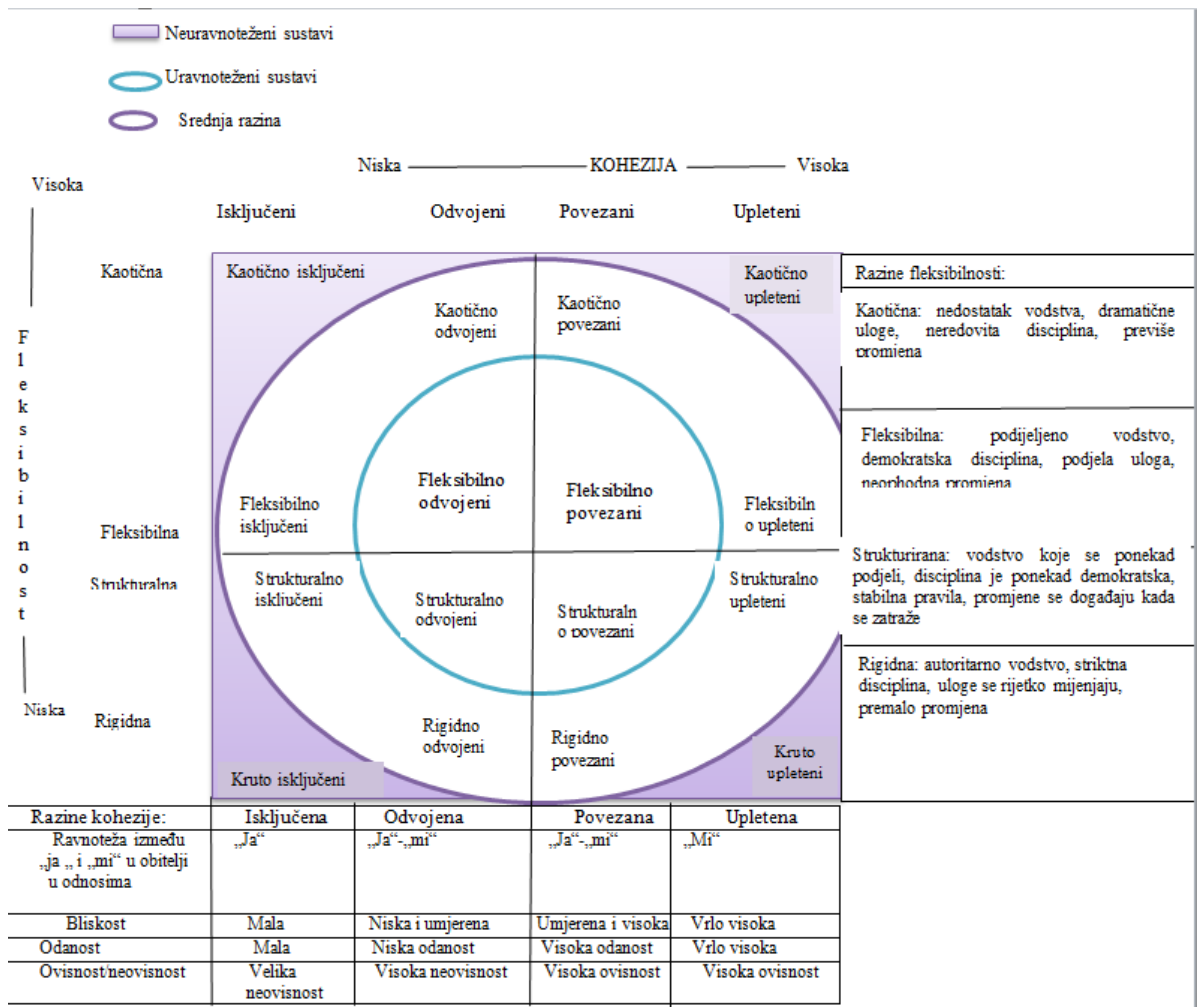 Neuravnoteženi sustavi
Uravnoteženi sustavi
Srednja razina
Niska KOHEZIJA Visoka
Visoka
Isključeni Odvojeni Povezani Upleteni
Fleksibilnost
Niska
Kaotična
Fleksibilna
Strukturalna
Rigidna
Kaotično isključeni
Kaotično
odvojeni
Kaotično
povezani
Kaotično
upleteni
Fleksibilno
isključeni
Fleksibilno
odvojeni
Fleksibilno
povezani
Fleksibiln
o upleteni
Strukturalno
isključeni
Strukturalno
odvojeni
Strukturaln
o povezani
Strukturalno
upleteni
Rigidno
odvojeni
Rigidno
povezani
Kruto isključeni
Kruto
upleteni
Razine fleksibilnosti:
Kaotična: nedostatak vodstva, dramatične
uloge, neredovita disciplina, previše
promjena
Fleksibilna: podijeljeno vodstvo,
demokratska disciplina, podjela uloga,
neophodna promjena
Strukturirana: vodstvo koje se ponekad
podjeli, disciplina je ponekad demokratska,
stabilna pravila, promjene se događaju kada
se zatraže
Rigidna: autoritarno vodstvo, striktna
disciplina, uloge se rijetko mijenjaju,
premalo promjena
Razine kohezije: Isključena Odvojena Povezana Upletena
Ravnoteža između „Ja“ „Ja“-„mi“ „Ja“-„mi“ „Mi“
„ja „ i „mi“ u obitelji
u odnosima
Bliskost Mala Niska i umjerena Umjerena i visoka Vrlo visoka
Odanost Mala Niska odanost Visoka odanost Vrlo visoka
Ovisnost/neovisnost Velika Visoka neovisnost Visoka ovisnost Visoka ovisnost
neovisnost